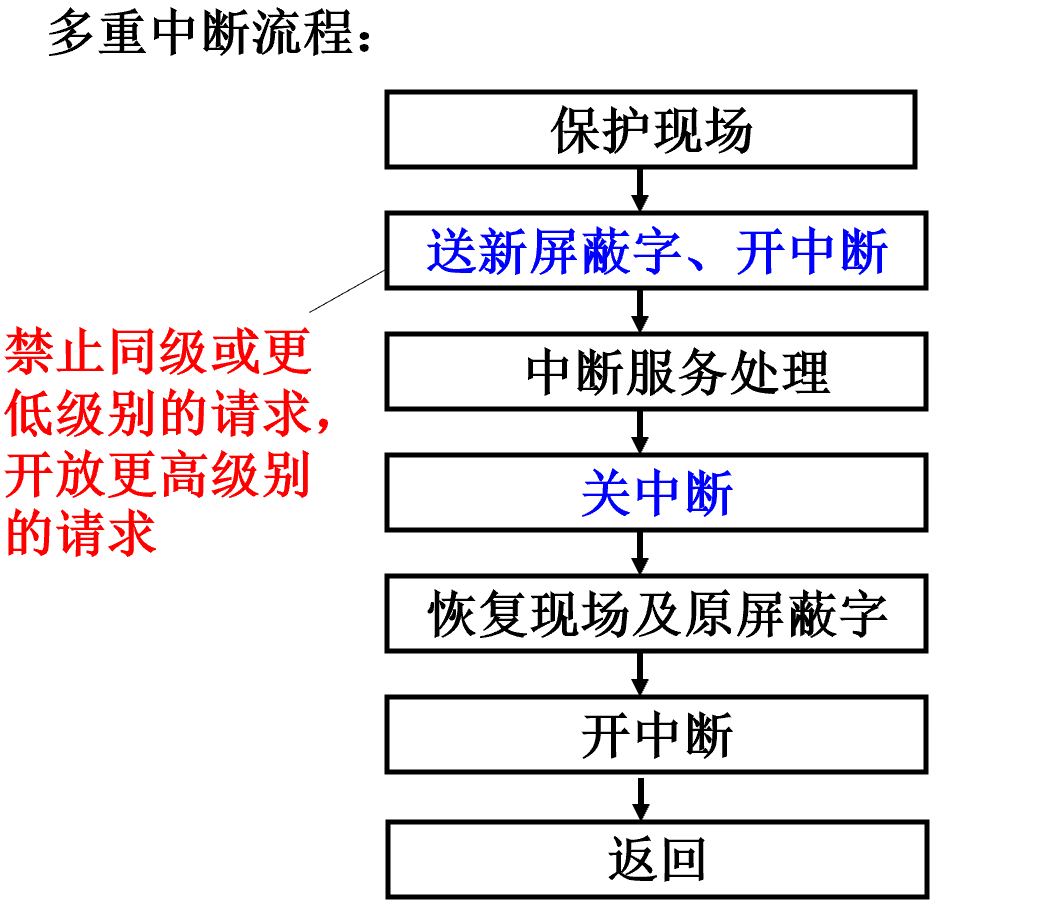 多重中断流程：
保护现场
送新屏蔽字、开中断
禁止同级或更
低级别的请求，
开放更高级别
的请求
中断服务处理
关中断
恢复现场及原屏蔽字
开中断
返回